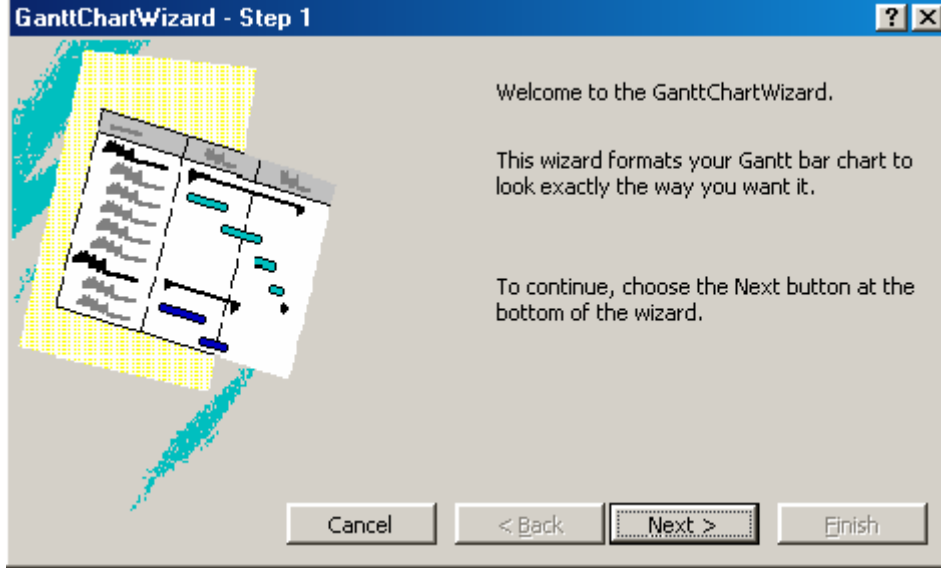 GanttChartWizard - Step 1
Welcome to the GanttChartWizard.
This wizard formats your Gantt bar chart to
look exactly the way you want it.
To continue, choose the Next button at the
bottom of the wizard.
Cancel
< Back
Next >
Finish